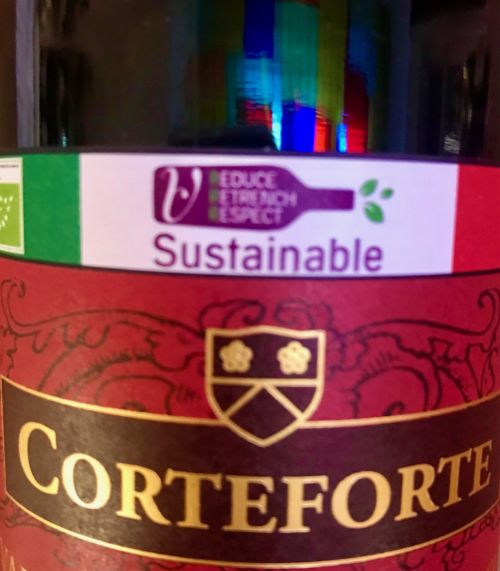 REDUCE
RETRENCH
RESPECT
Sustainable
CORTEFORTE